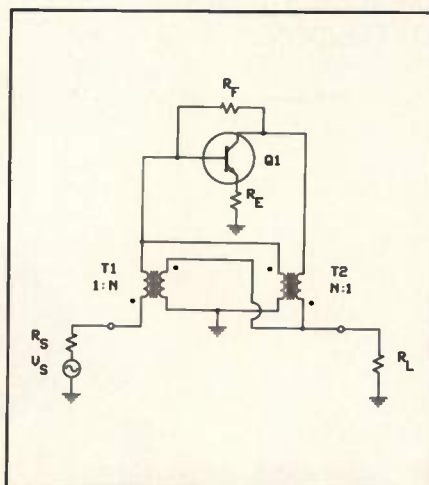 R_F
Q1
R_E
T1
1:N
T2
N:1
R_S
V_S
R_L